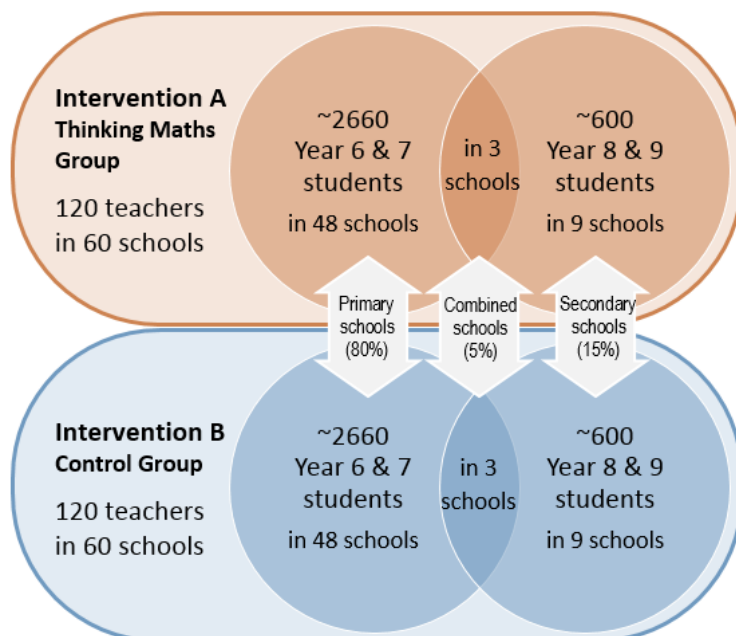 Intervention A
Thinking Maths
Group
120 teachers
in 60 schools
~2660
Year 6 & 7
students
in 48 schools
in 3
schools
~600
Year 8 & 9
students
in 9 schools
Primary
schools
(80%)
Combined
schools
(5%)
Secondary
schools
(15%)
Intervention B
Control Group
120 teachers
in 60 schools
~2660
Year 6 & 7
students
in 48 schools
in 3
schools
~600
Year 8 & 9
students
in 9 schools